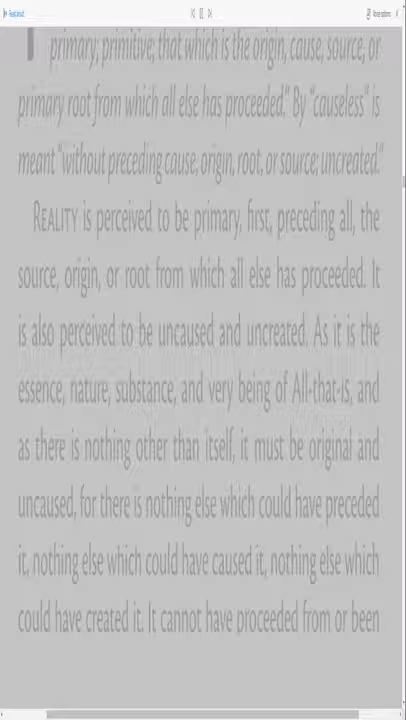 Read aloud
Voice options
primary; primitive; that which is the origin, cause, source, or
primary root from which all else has proceeded." By "causeless" is
meant "without preceding cause, origin, root, or source; uncreated."
REALITY is perceived to be primary, first, preceding all, the
source, origin, or root from which all else has proceeded. It
is also perceived to be uncaused and uncreated. As it is the
essence, nature, substance, and very being of All-that-is, and
as there is nothing other than itself, it must be original and
uncaused, for there is nothing else which could have preceded
it, nothing else which could have caused it, nothing else which
could have created it. It cannot have proceeded from or been